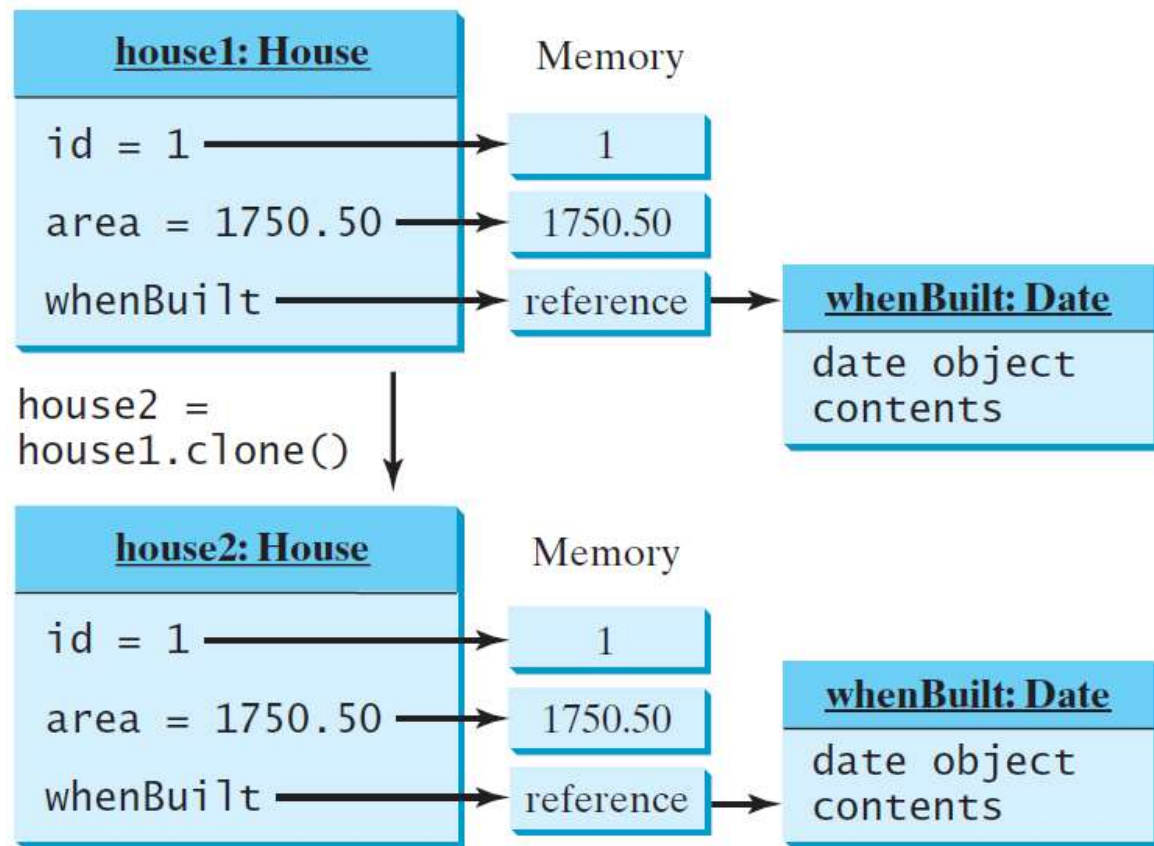 house1: House
Memory
id = 1
1
area = 1750.50
1750.50
whenBuilt
reference
whenBuilt: Date
date object
contents
house2 =
house1.clone()
house2: House
Memory
id = 1
1
area = 1750.50
1750.50
whenBuilt
reference
whenBuilt: Date
date object
contents